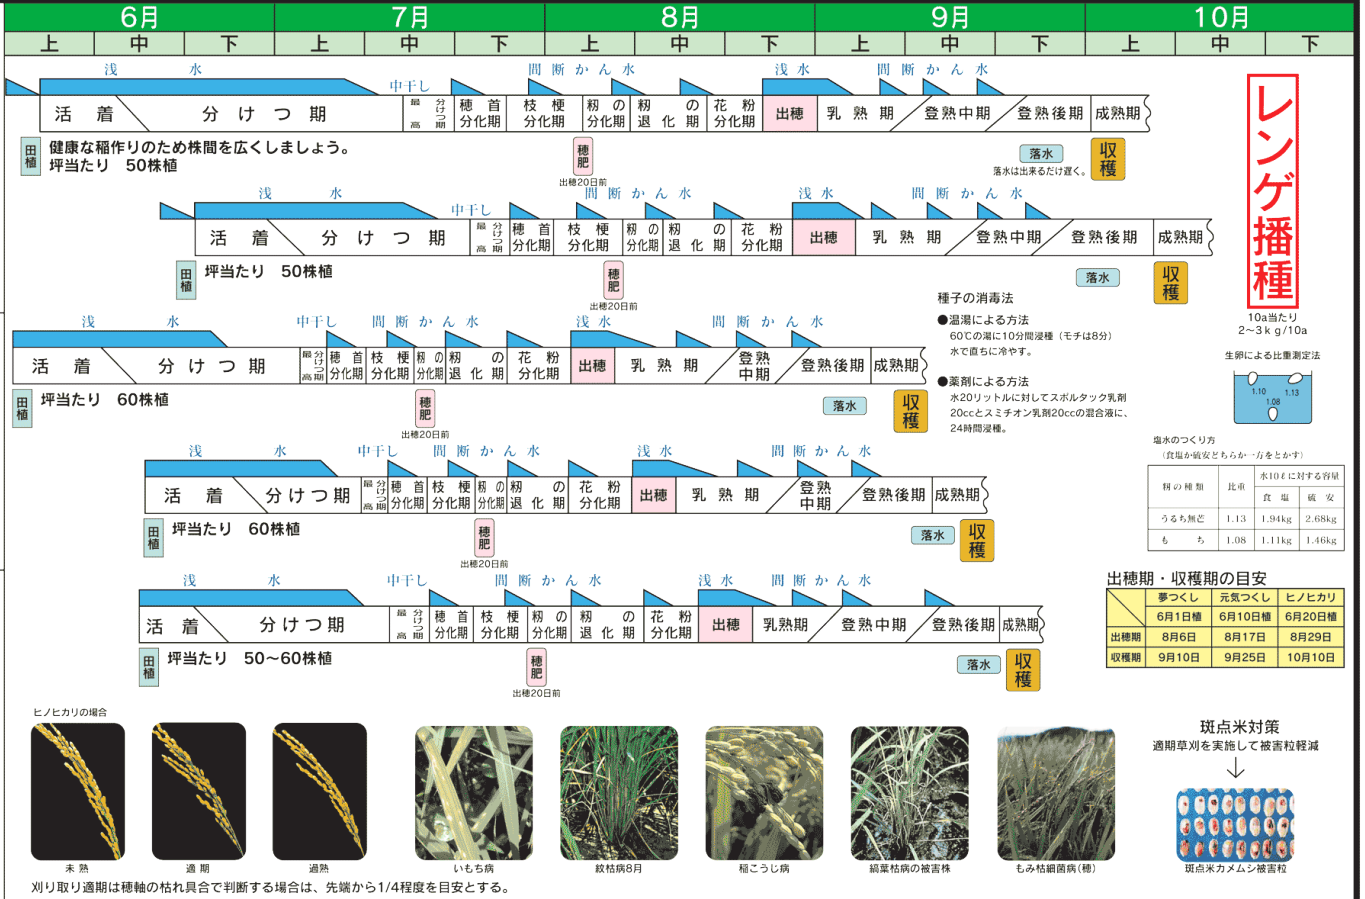 6月 7月 8月 9月 10月
上 中 下 上 中 下 上 中 下 上 中 下 上 中 下
浅 水 中干し 間断かん水 浅水 間断かん水
活着 分けつ期 最高分けつ期 穂首分化期 枝梗分化期 籾の分化期 籾の退化期 花粉分化期 出穂 乳熟期 登熟中期 登熟後期 成熟期
田植 健康な稲作りのため株間を広くしましょう。
坪当たり 50株植
穂肥
出穂20日前
落水
落水は出来るだけ遅く。
収穫
浅 水 中干し 間断かん水 浅水 間断かん水
活着 分けつ期 最高分けつ期 穂首分化期 枝梗分化期 籾の分化期 籾の退化期 花粉分化期 出穂 乳熟期 登熟中期 登熟後期 成熟期
田植 坪当たり 50株植
穂肥
出穂20日前
落水
収穫
浅 水 中干し 間断かん水 浅水 間断かん水
活着 分けつ期 最高分けつ期 穂首分化期 枝梗分化期 籾の分化期 籾の退化期 花粉分化期 出穂 乳熟期 登熟中期 登熟後期 成熟期
田植 坪当たり 60株植
穂肥
出穂20日前
落水
収穫
浅 水 中干し 間断かん水 浅水 間断かん水
活着 分けつ期 最高分けつ期 穂首分化期 枝梗分化期 籾の分化期 籾の退化期 花粉分化期 出穂 乳熟期 登熟中期 登熟後期 成熟期
田植 坪当たり 60株植
穂肥
出穂20日前
落水
収穫
浅 水 中干し 間断かん水 浅水 間断かん水
活着 分けつ期 最高分けつ期 穂首分化期 枝梗分化期 籾の分化期 籾の退化期 花粉分化期 出穂 乳熟期 登熟中期 登熟後期 成熟期
田植 坪当たり 50〜60株植
穂肥
出穂20日前
落水
収穫
種子の消毒法
●温湯による方法
60℃の湯に10分間浸種（モチは8分）
水で直ちに冷やす。
●薬剤による方法
水20リットルに対してスポルタック乳剤
20ccとスミチオン乳剤20ccの混合液に、
24時間浸種。
レンゲ播種
10a当たり
2〜3kg/10a
生卵による比重測定法
1.10 1.13
1.08
塩水のつくり方
（食塩か硫安どちらか一方をとかす）
籾の種類 比重 水10ℓに対する容量
食塩 硫安
うるち無芒 1.13 1.94kg 2.68kg
もち 1.08 1.11kg 1.46kg
出穂期・収穫期の目安
夢つくし 元気つくし ヒノヒカリ
6月1日植 6月10日植 6月20日植
出穂期 8月6日 8月17日 8月29日
収穫期 9月10日 9月25日 10月10日
ヒノヒカリの場合
未熟 適期 過熟
刈り取り適期は穂軸の枯れ具合で判断する場合は、先端から1/4程度を目安とする。
いもち病 紋枯病8月 稲こうじ病 縞葉枯病の被害株 もみ枯細菌病(穂)
斑点米対策
適期草刈を実施して被害粒軽減
斑点米カメムシ被害粒